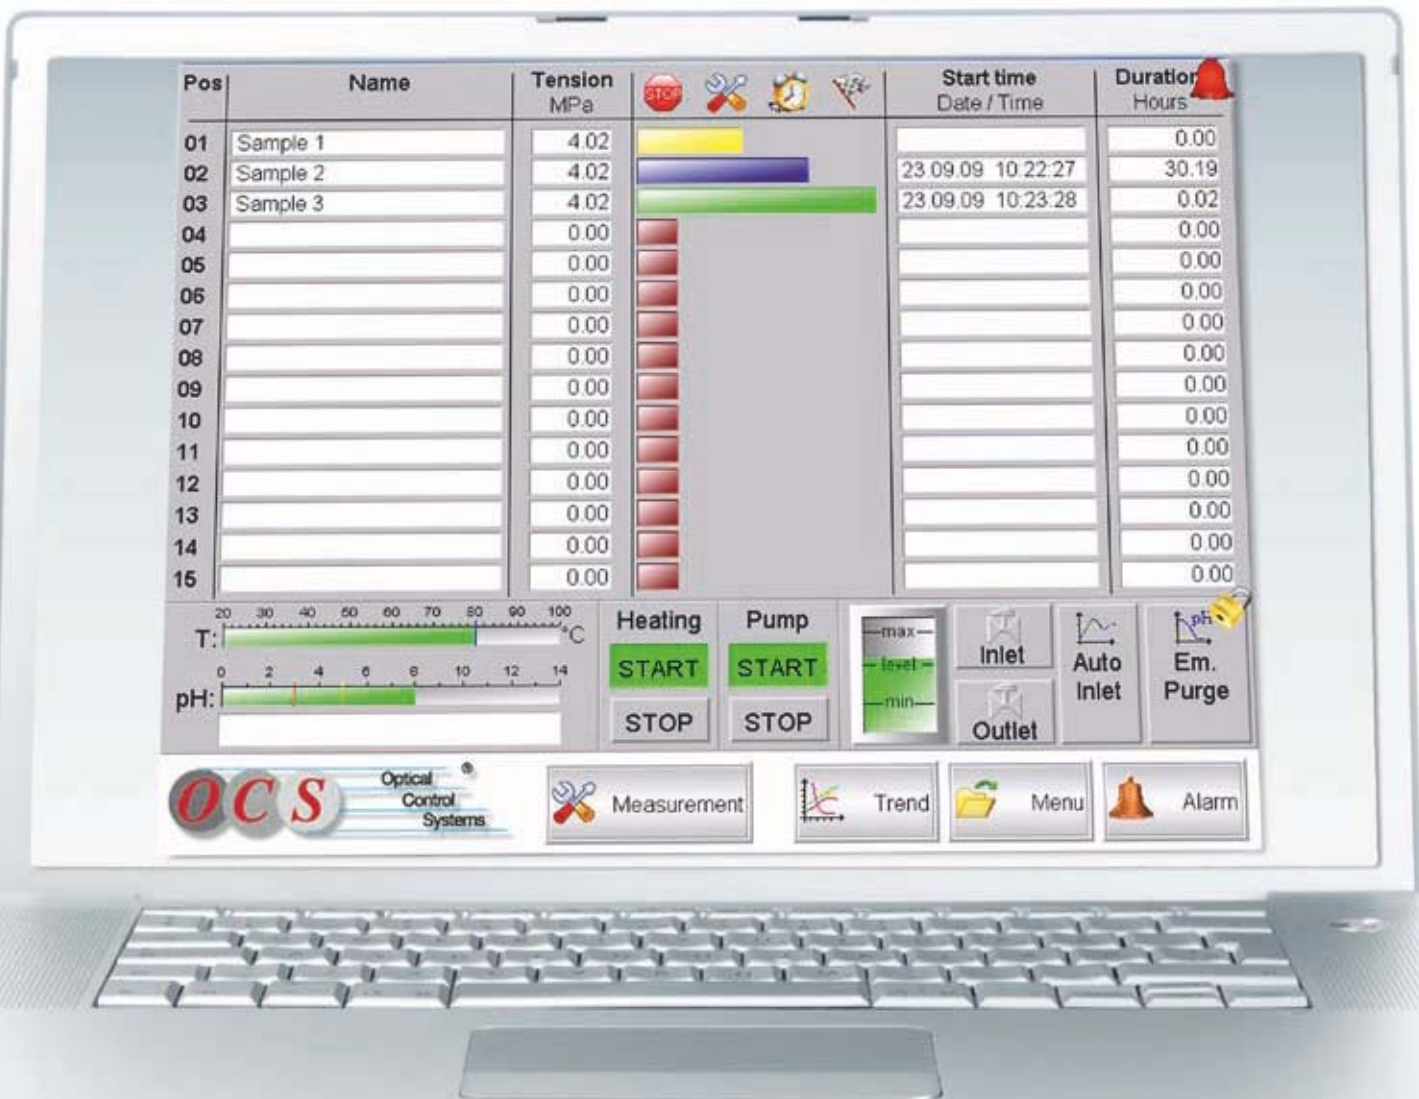 Pos Name Tension Start time Duration
MPa STOP Date / Time Hours
01 Sample 1 4.02 0.00
02 Sample 2 4.02 23.09.09 10:22:27 30.19
03 Sample 3 4.02 23.09.09 10:23:28 0.02
04 0.00 0.00
05 0.00 0.00
06 0.00 0.00
07 0.00 0.00
08 0.00 0.00
09 0.00 0.00
10 0.00 0.00
11 0.00 0.00
12 0.00 0.00
13 0.00 0.00
14 0.00 0.00
15 0.00 0.00
20 30 40 50 60 70 80 90 100
T: °C
0 2 4 6 8 10 12 14
pH:
Heating
START
STOP
Pump
START
STOP
max
level
min
Inlet
Outlet
Auto
Inlet
pH
Em.
Purge
OCS
Optical ®
Control
Systems
Measurement
Trend
Menu
Alarm